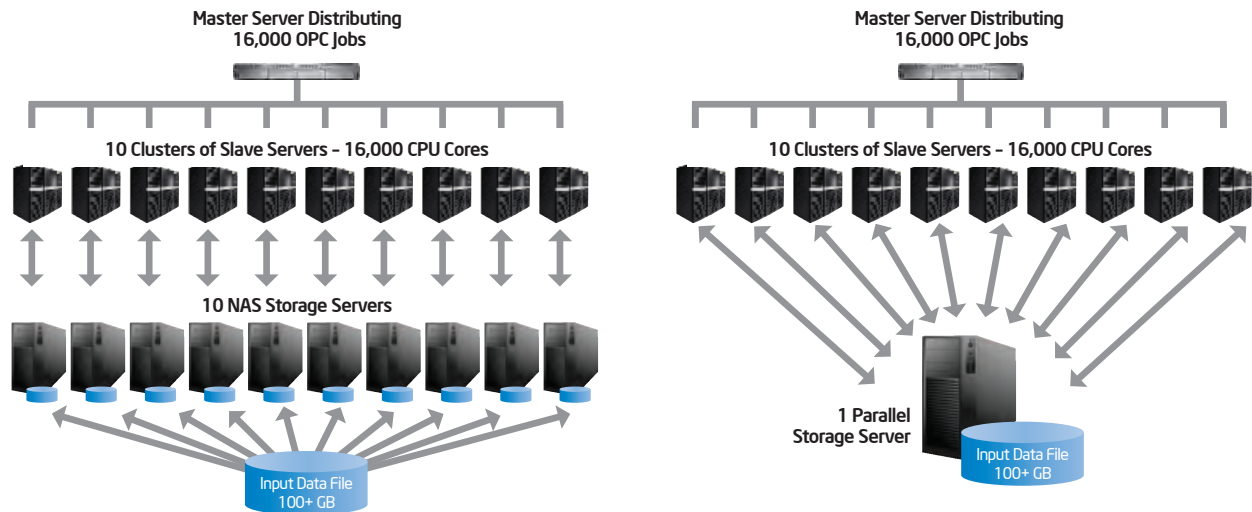 Master Server Distributing
16,000 OPC Jobs
10 Clusters of Slave Servers – 16,000 CPU Cores
10 NAS Storage Servers
Input Data File
100+ GB
Master Server Distributing
16,000 OPC Jobs
10 Clusters of Slave Servers – 16,000 CPU Cores
1 Parallel
Storage Server
Input Data File
100+ GB